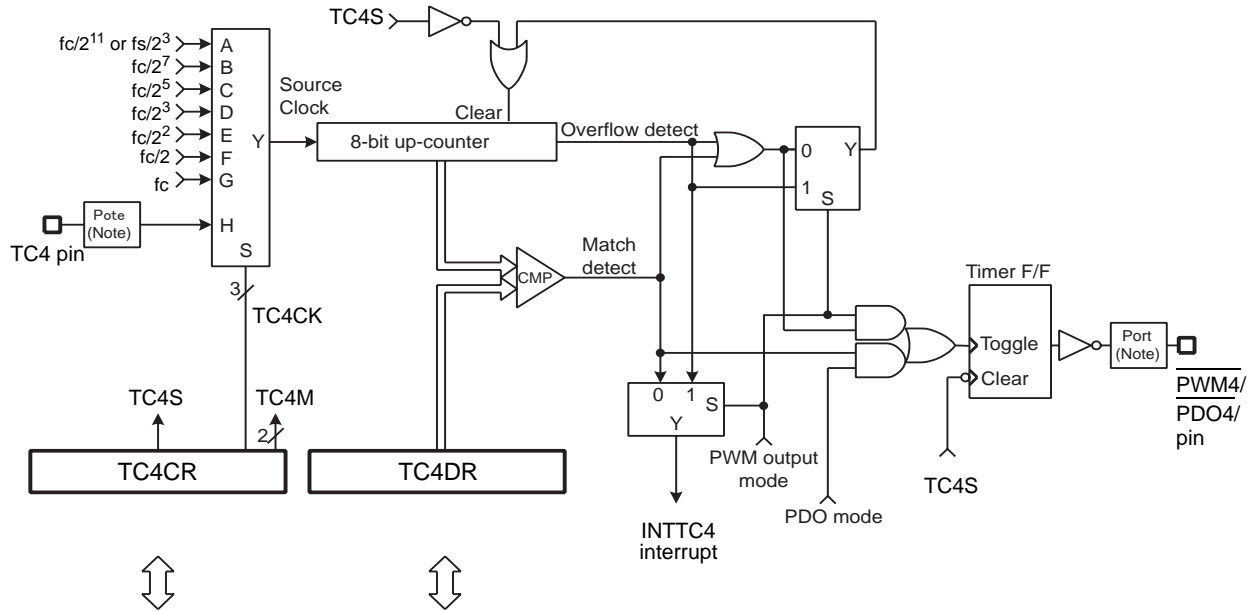 TC4S
fc/2¹¹ or fs/2³
fc/2⁷
fc/2⁵
fc/2³
fc/2²
fc/2
fc
A
B
C
D
E
F
G
H
Y
S
Source
Clock
Clear
8-bit up-counter
Overflow detect
0
1
Y
S
Pote
(Note)
TC4 pin
3
TC4CK
CMP
Match
detect
Timer F/F
Toggle
Clear
Port
(Note)
PWM4/
PDO4/
pin
TC4S
TC4M
2
0
1
S
Y
PWM output
mode
PDO mode
TC4S
TC4CR
TC4DR
INTTC4
interrupt